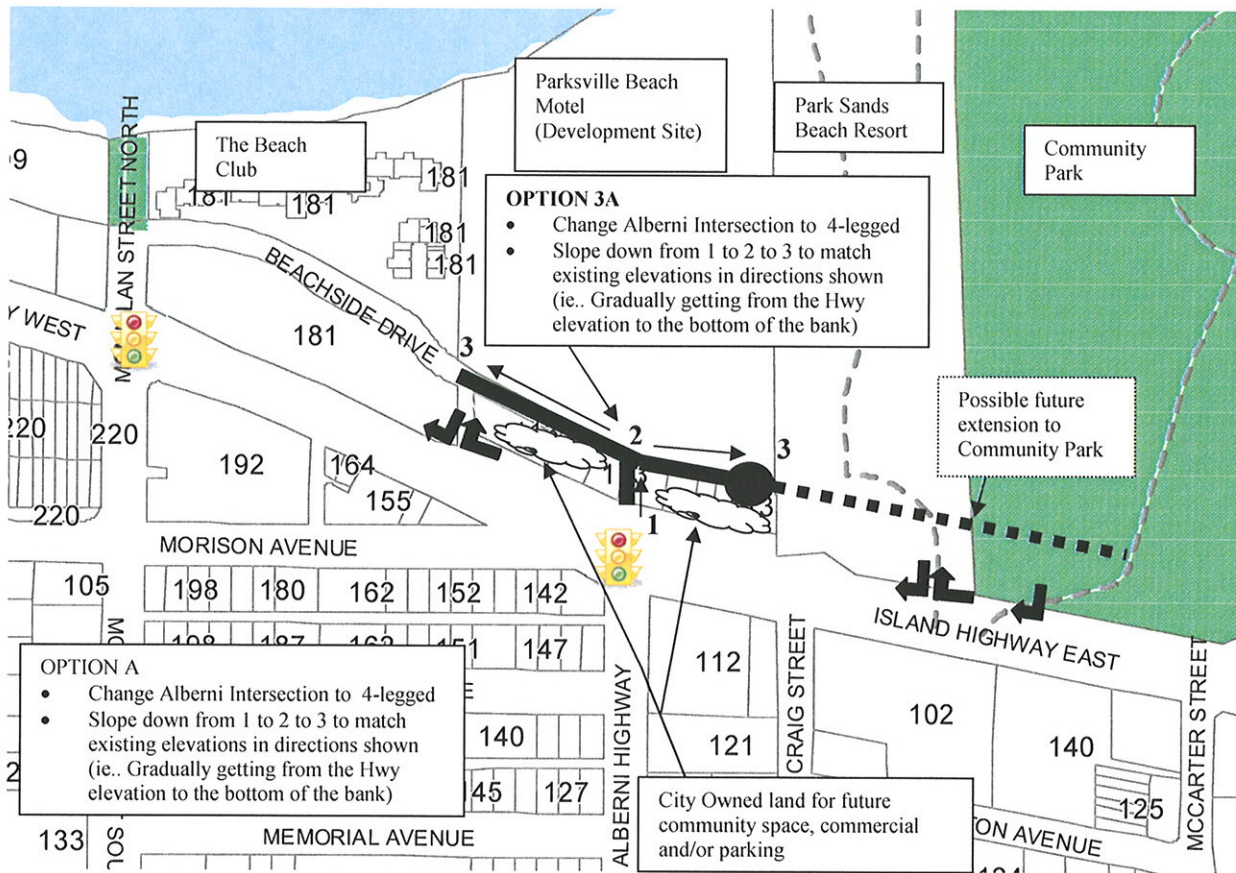 Parksville Beach
Motel
(Development Site)
Park Sands
Beach Resort
Community
Park
The Beach
Club
181
181
181
181
181
OPTION 3A
• Change Alberni Intersection to 4-legged
• Slope down from 1 to 2 to 3 to match
existing elevations in directions shown
(ie.. Gradually getting from the Hwy
elevation to the bottom of the bank)
BEACHSIDE DRIVE
LAN STREET NORTH
Y WEST
181
3
2
3
1
Possible future
extension to
Community Park
220
220
220
192
164
155
MORISON AVENUE
105
198
180
162
152
142
147
ISLAND HIGHWAY EAST
OPTION A
• Change Alberni Intersection to 4-legged
• Slope down from 1 to 2 to 3 to match
existing elevations in directions shown
(ie.. Gradually getting from the Hwy
elevation to the bottom of the bank)
112
121
102
140
140
145
127
125
ALBERNI HIGHWAY
CRAIG STREET
MCCARTER STREET
City Owned land for future
community space, commercial
and/or parking
TON AVENUE
133
SOU
MEMORIAL AVENUE